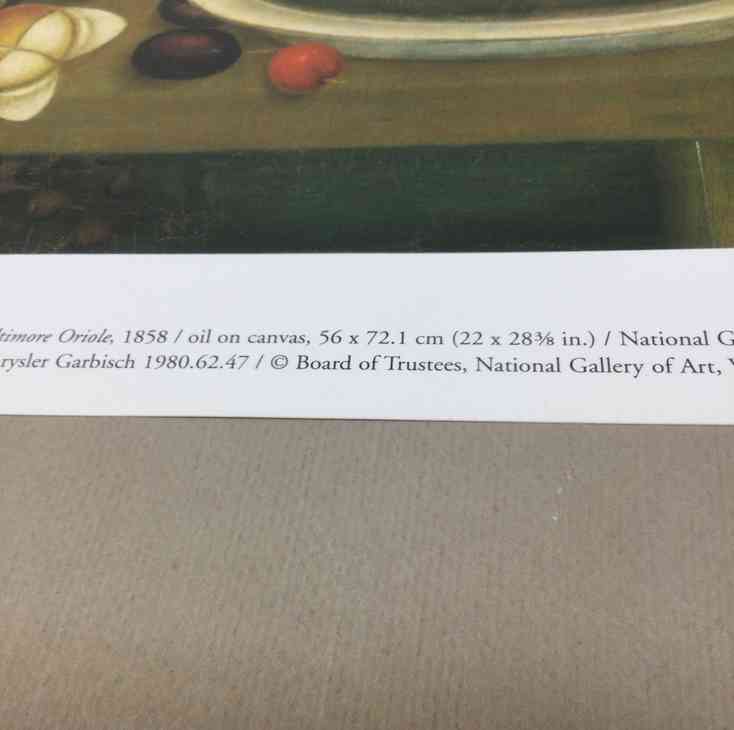 timore Oriole, 1858 / oil on canvas, 56 x 72.1 cm (22 x 28⅜ in.) / National G
rysler Garbisch 1980.62.47 / © Board of Trustees, National Gallery of Art,